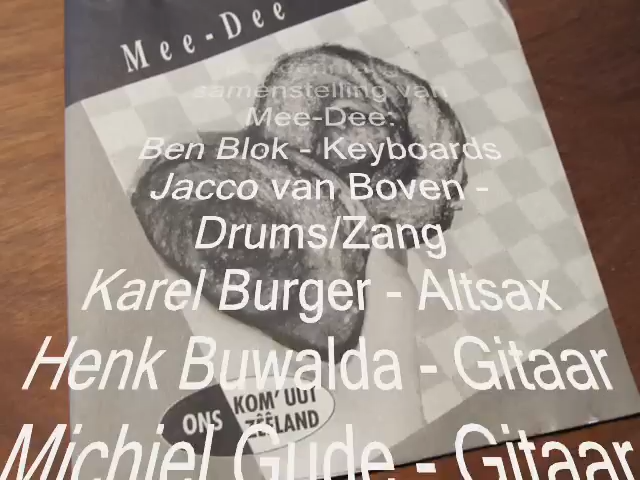 Mee-Dee
samenstelling van
Mee-Dee:
Ben Blok - Keyboards
Jacco van Boven -
Drums/Zang
Karel Burger - Altsax
Henk Buwalda - Gitaar
ONS
KOM' UUT
ZÊÊLAND
Michiel Gude - Gitaar